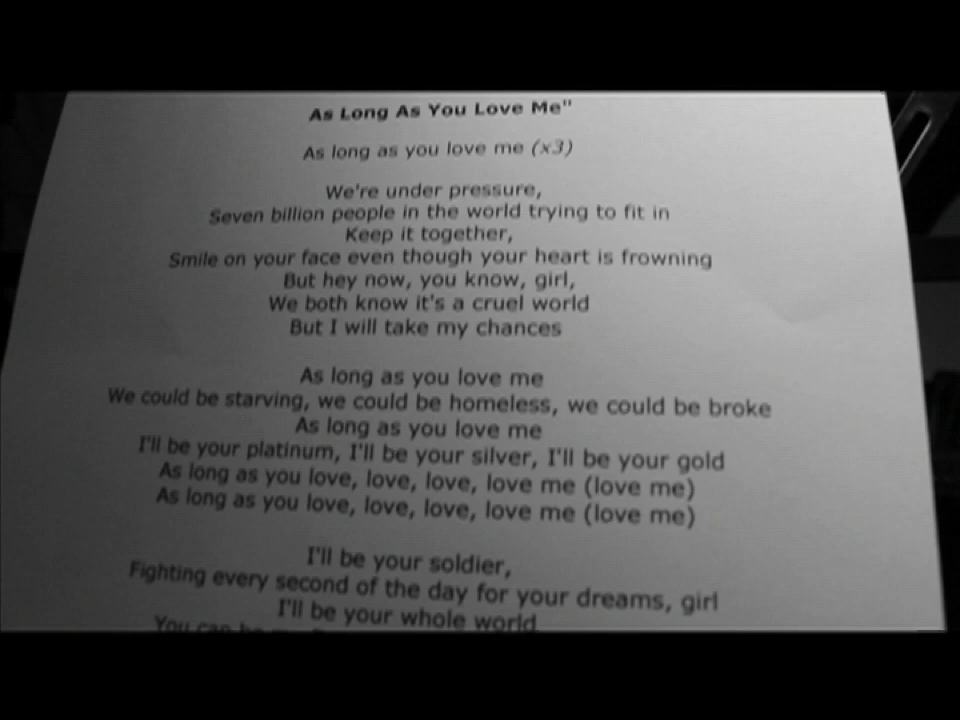 As Long As You Love Me"
As long as you love me (x3)
We're under pressure,
Seven billion people in the world trying to fit in
Keep it together,
Smile on your face even though your heart is frowning
But hey now, you know, girl,
We both know it's a cruel world
But I will take my chances
As long as you love me
We could be starving, we could be homeless, we could be broke
As long as you love me
I'll be your platinum, I'll be your silver, I'll be your gold
As long as you love, love, love, love me (love me)
As long as you love, love, love, love me (love me)
I'll be your soldier,
Fighting every second of the day for your dreams, girl
I'll be your whole world
You can be